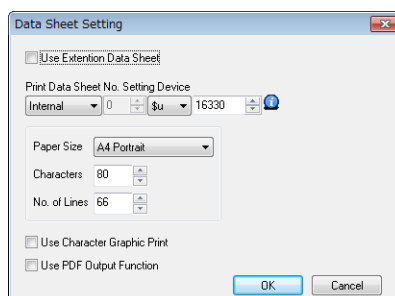 Data Sheet Setting
Use Extention Data Sheet
Print Data Sheet No. Setting Device
Internal 0 $u 16330
Paper Size A4 Portrait
Characters 80
No. of Lines 66
Use Character Graphic Print
Use PDF Output Function
OK Cancel